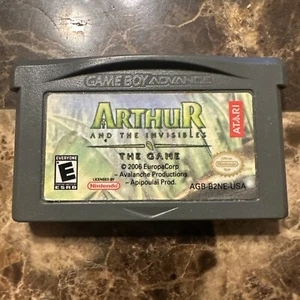 GAME BOY ADVANCE
ARTHUR
AND THE INVISIBLES
THE GAME
ATARI
© 2006 EuropaCorp
– Avalanche Productions
– Apipoulaï Prod.
EVERYONE
E
ESRB
LICENSED BY
Nintendo
AGB-B2NE-USA